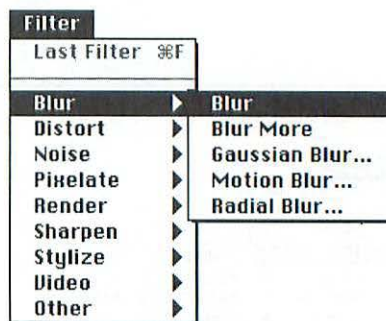 Filter
Last Filter ⌘F
Blur
Distort
Noise
Pixelate
Render
Sharpen
Stylize
Video
Other
Blur
Blur More
Gaussian Blur...
Motion Blur...
Radial Blur...